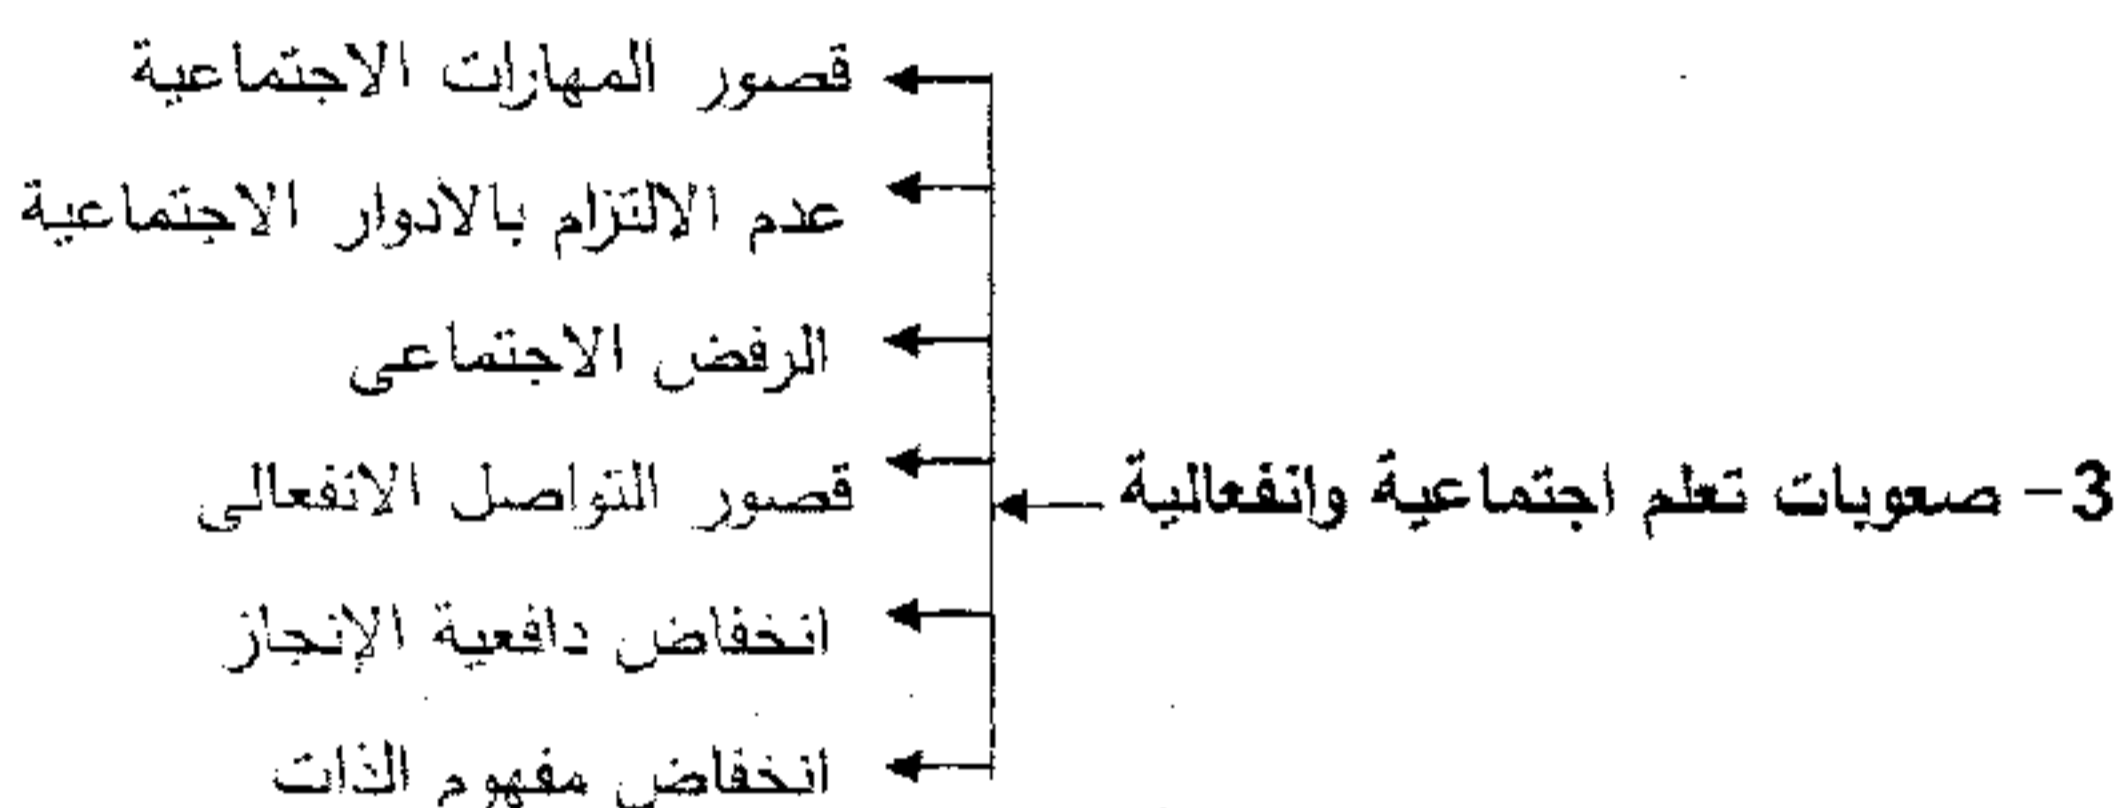 3- صعوبات تعلم اجتماعية وانفعالية
قصور المهارات الاجتماعية
عدم الالتزام بالأدوار الاجتماعية
الرفض الاجتماعى
قصور التواصل الانفعالى
انخفاض دافعية الإنجاز
انخفاض مفهوم الذات